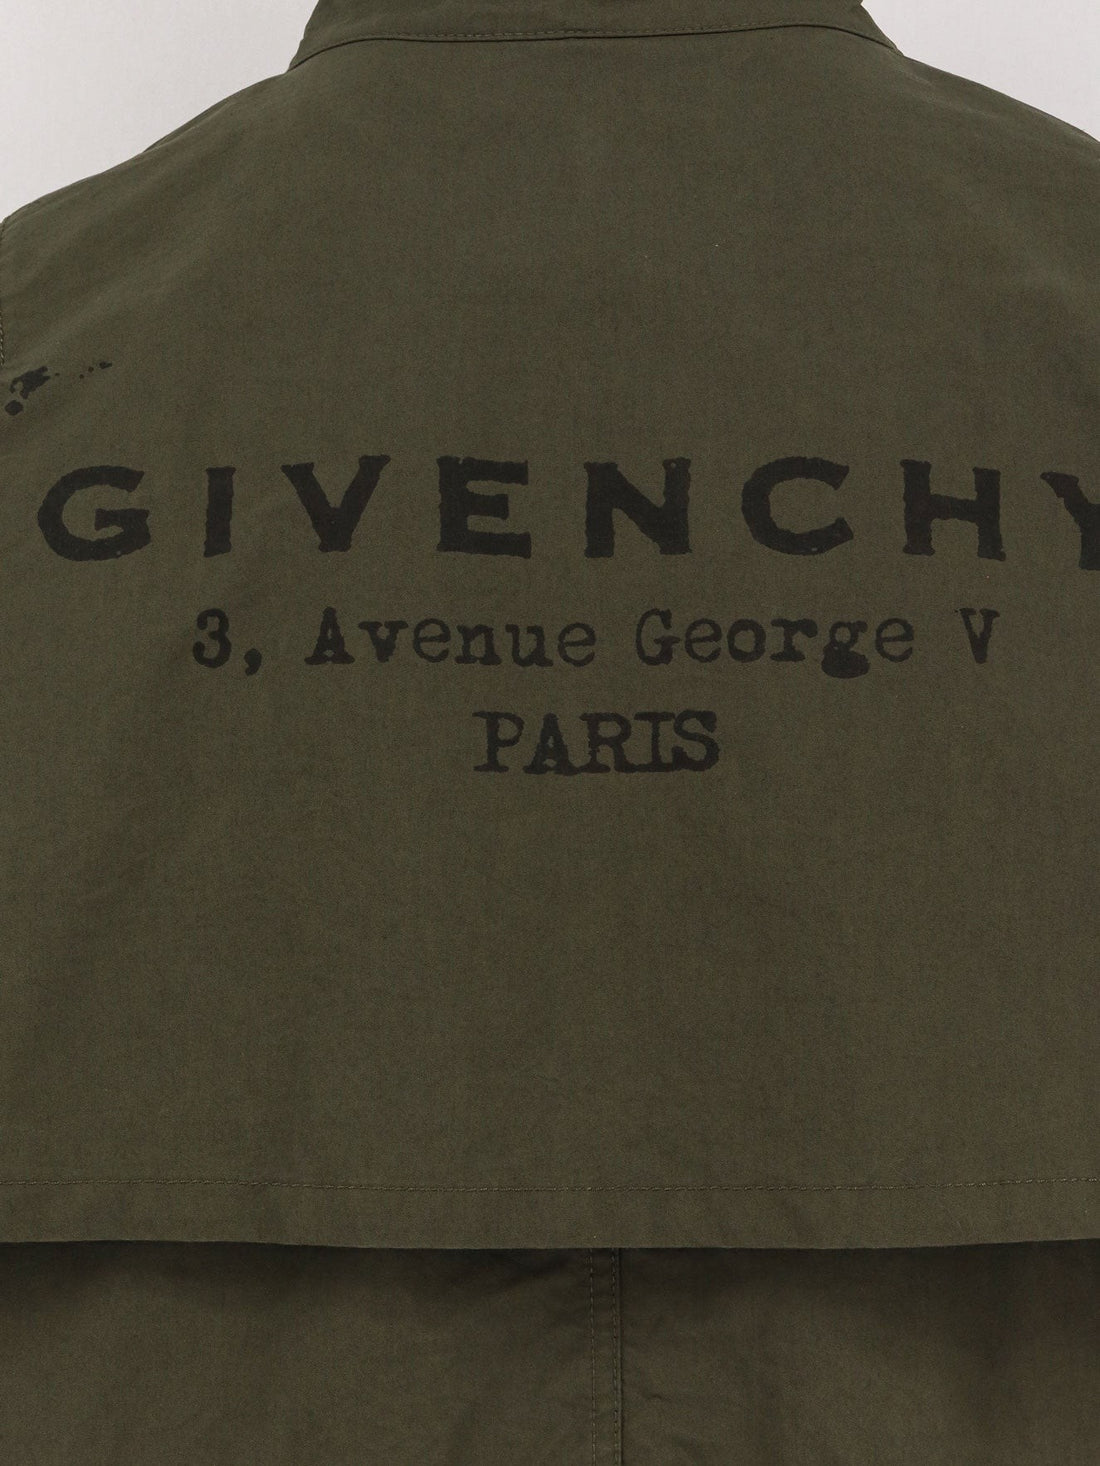 GIVENCHY
3, Avenue George V
PARIS